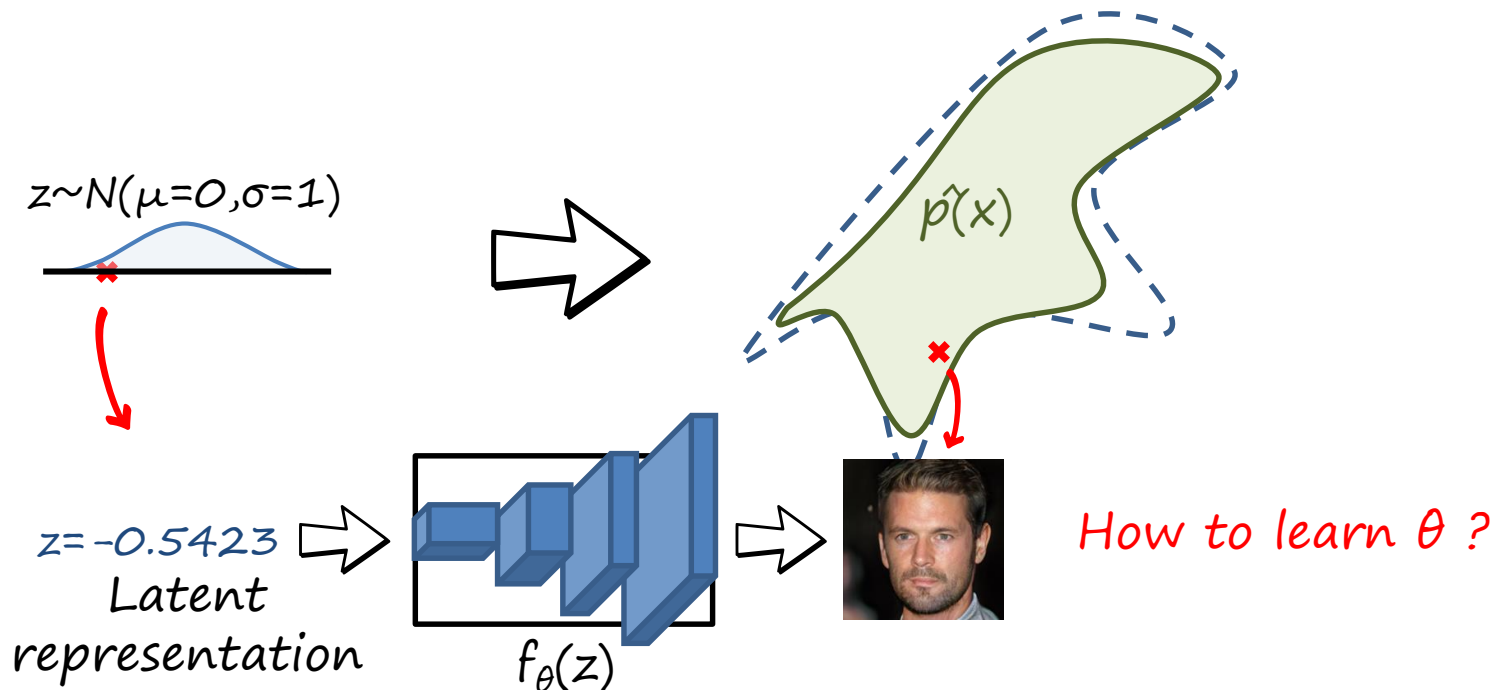 z~N(μ=0,σ=1)
p̂(x)
z=-0.5423
Latent
representation
f_θ(z)
How to learn θ ?